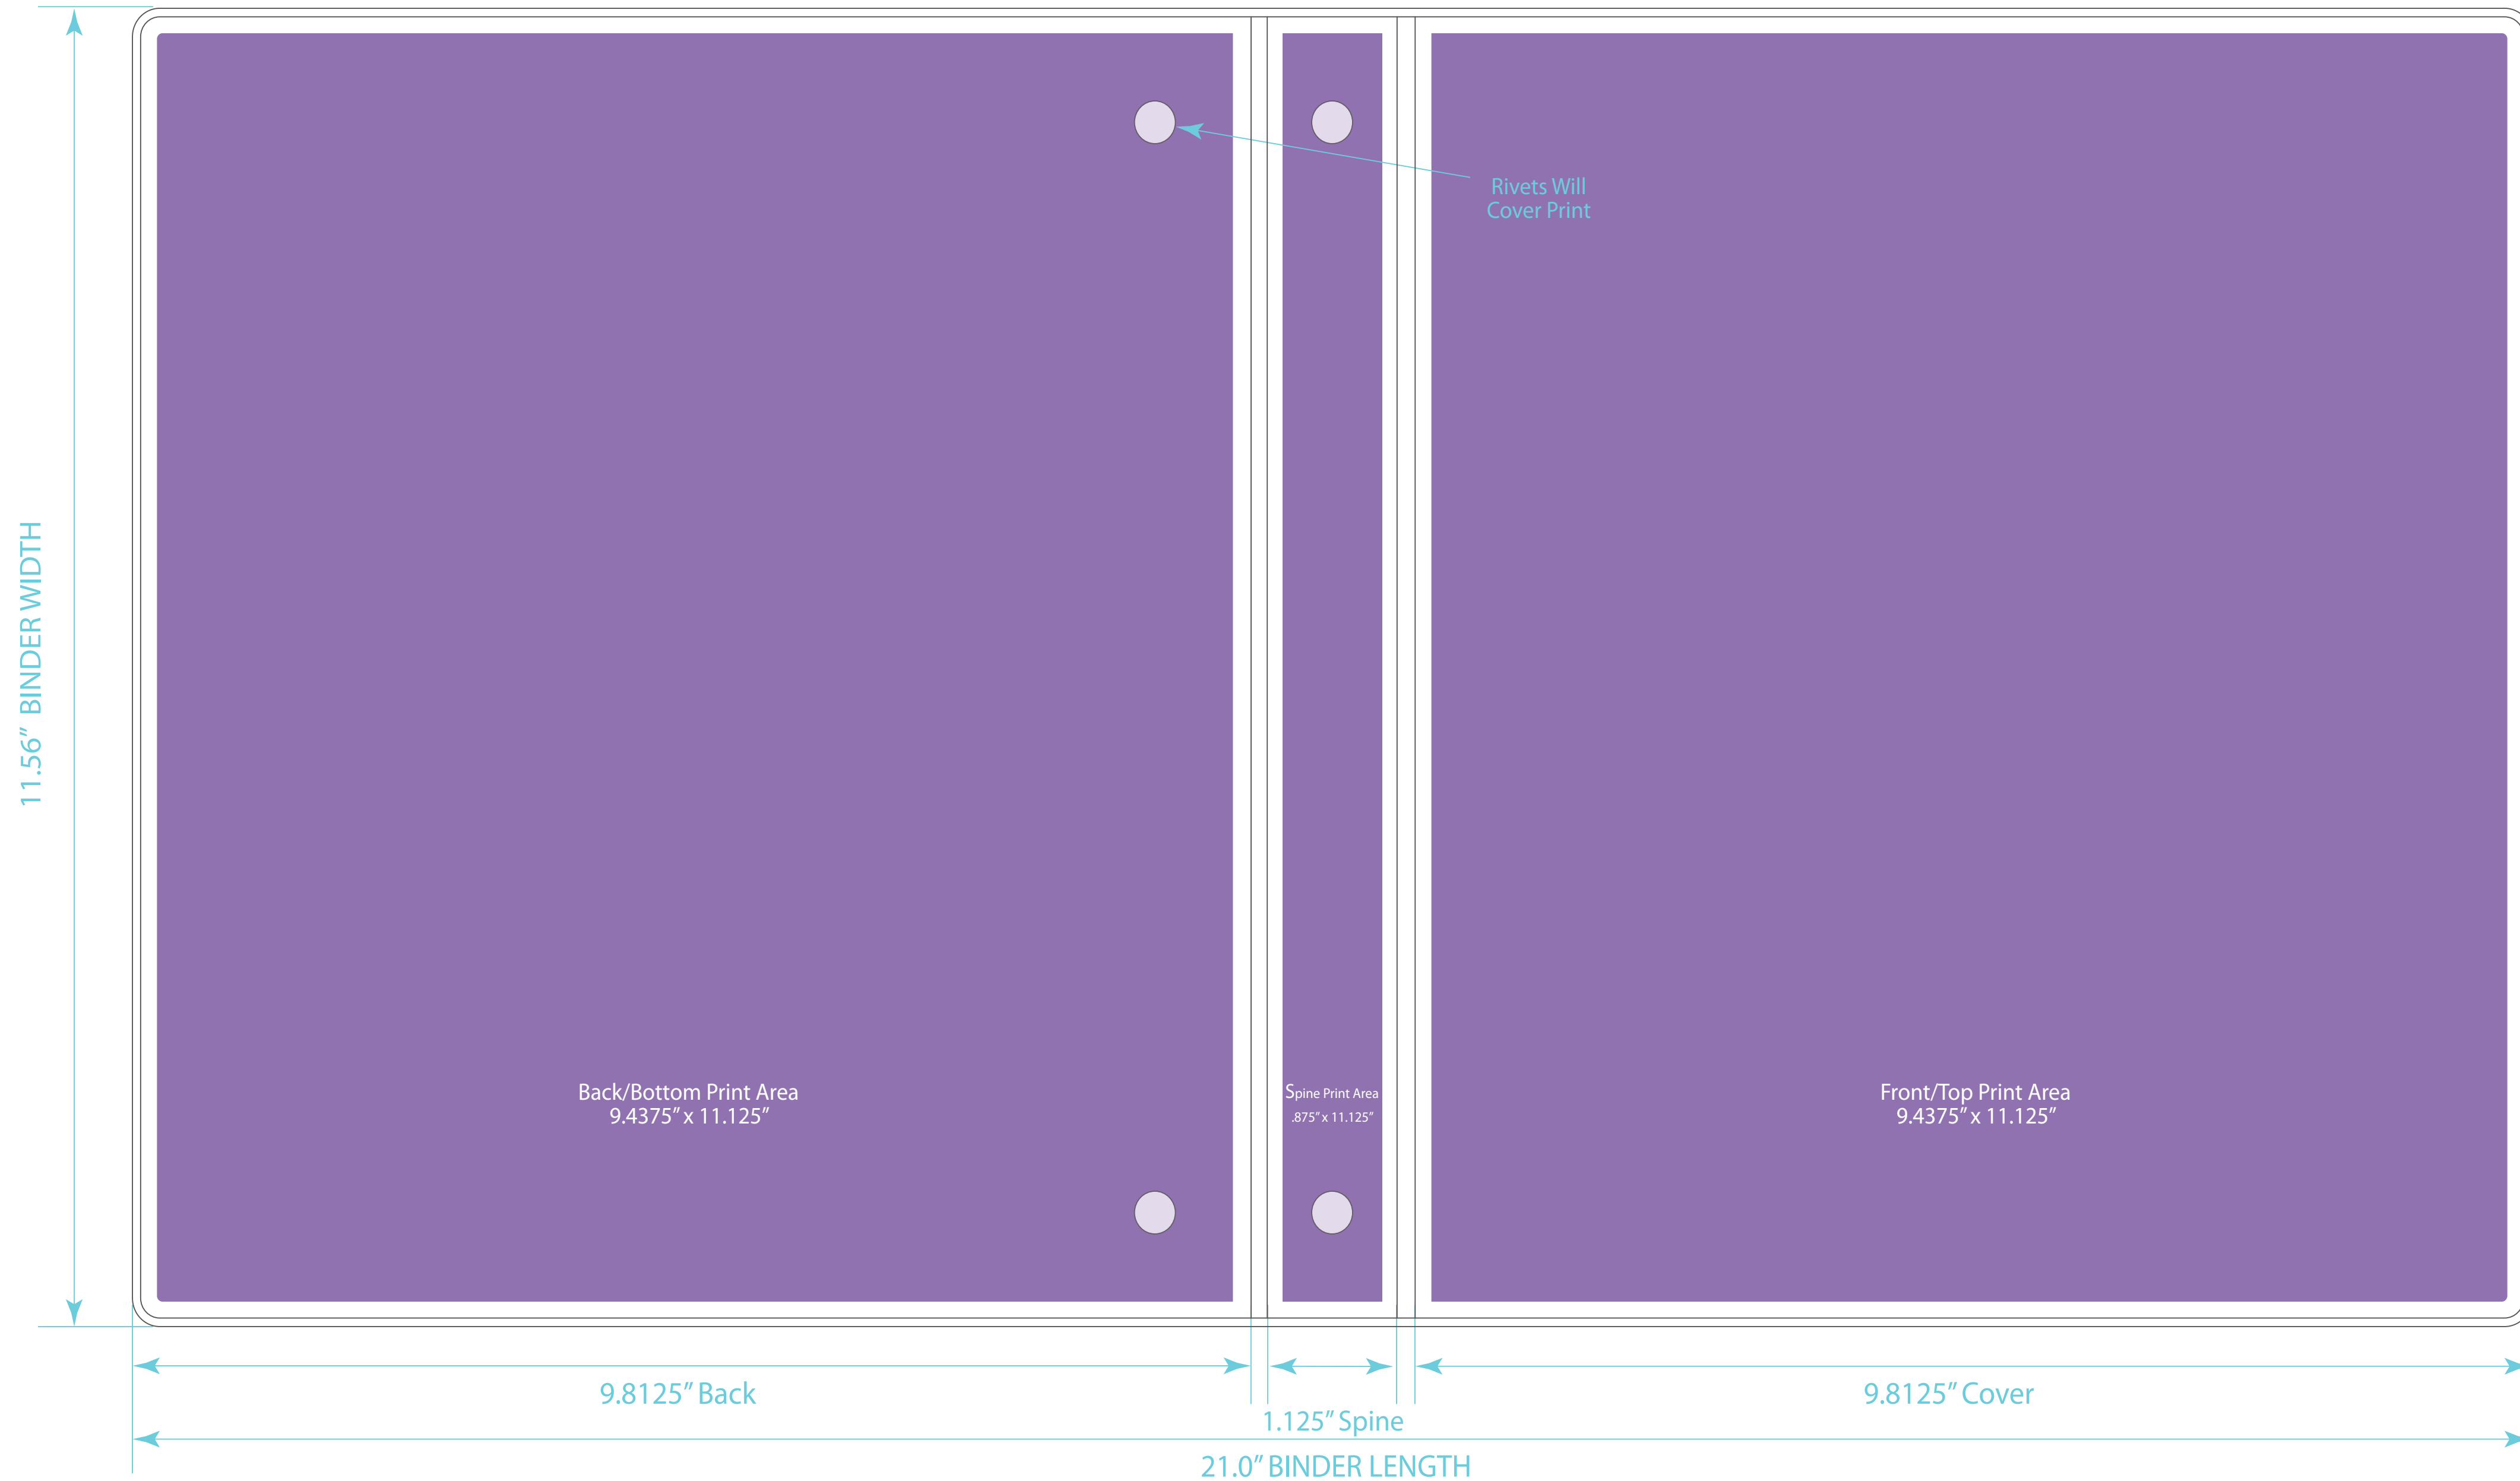 Rivets Will
Cover Print
11.56” BINDER WIDTH
Back/Bottom Print Area
9.4375” x 11.125”
Spine Print Area
.875” x 11.125”
Front/Top Print Area
9.4375” x 11.125”
9.8125” Back
9.8125” Cover
1.125” Spine
21.0” BINDER LENGTH